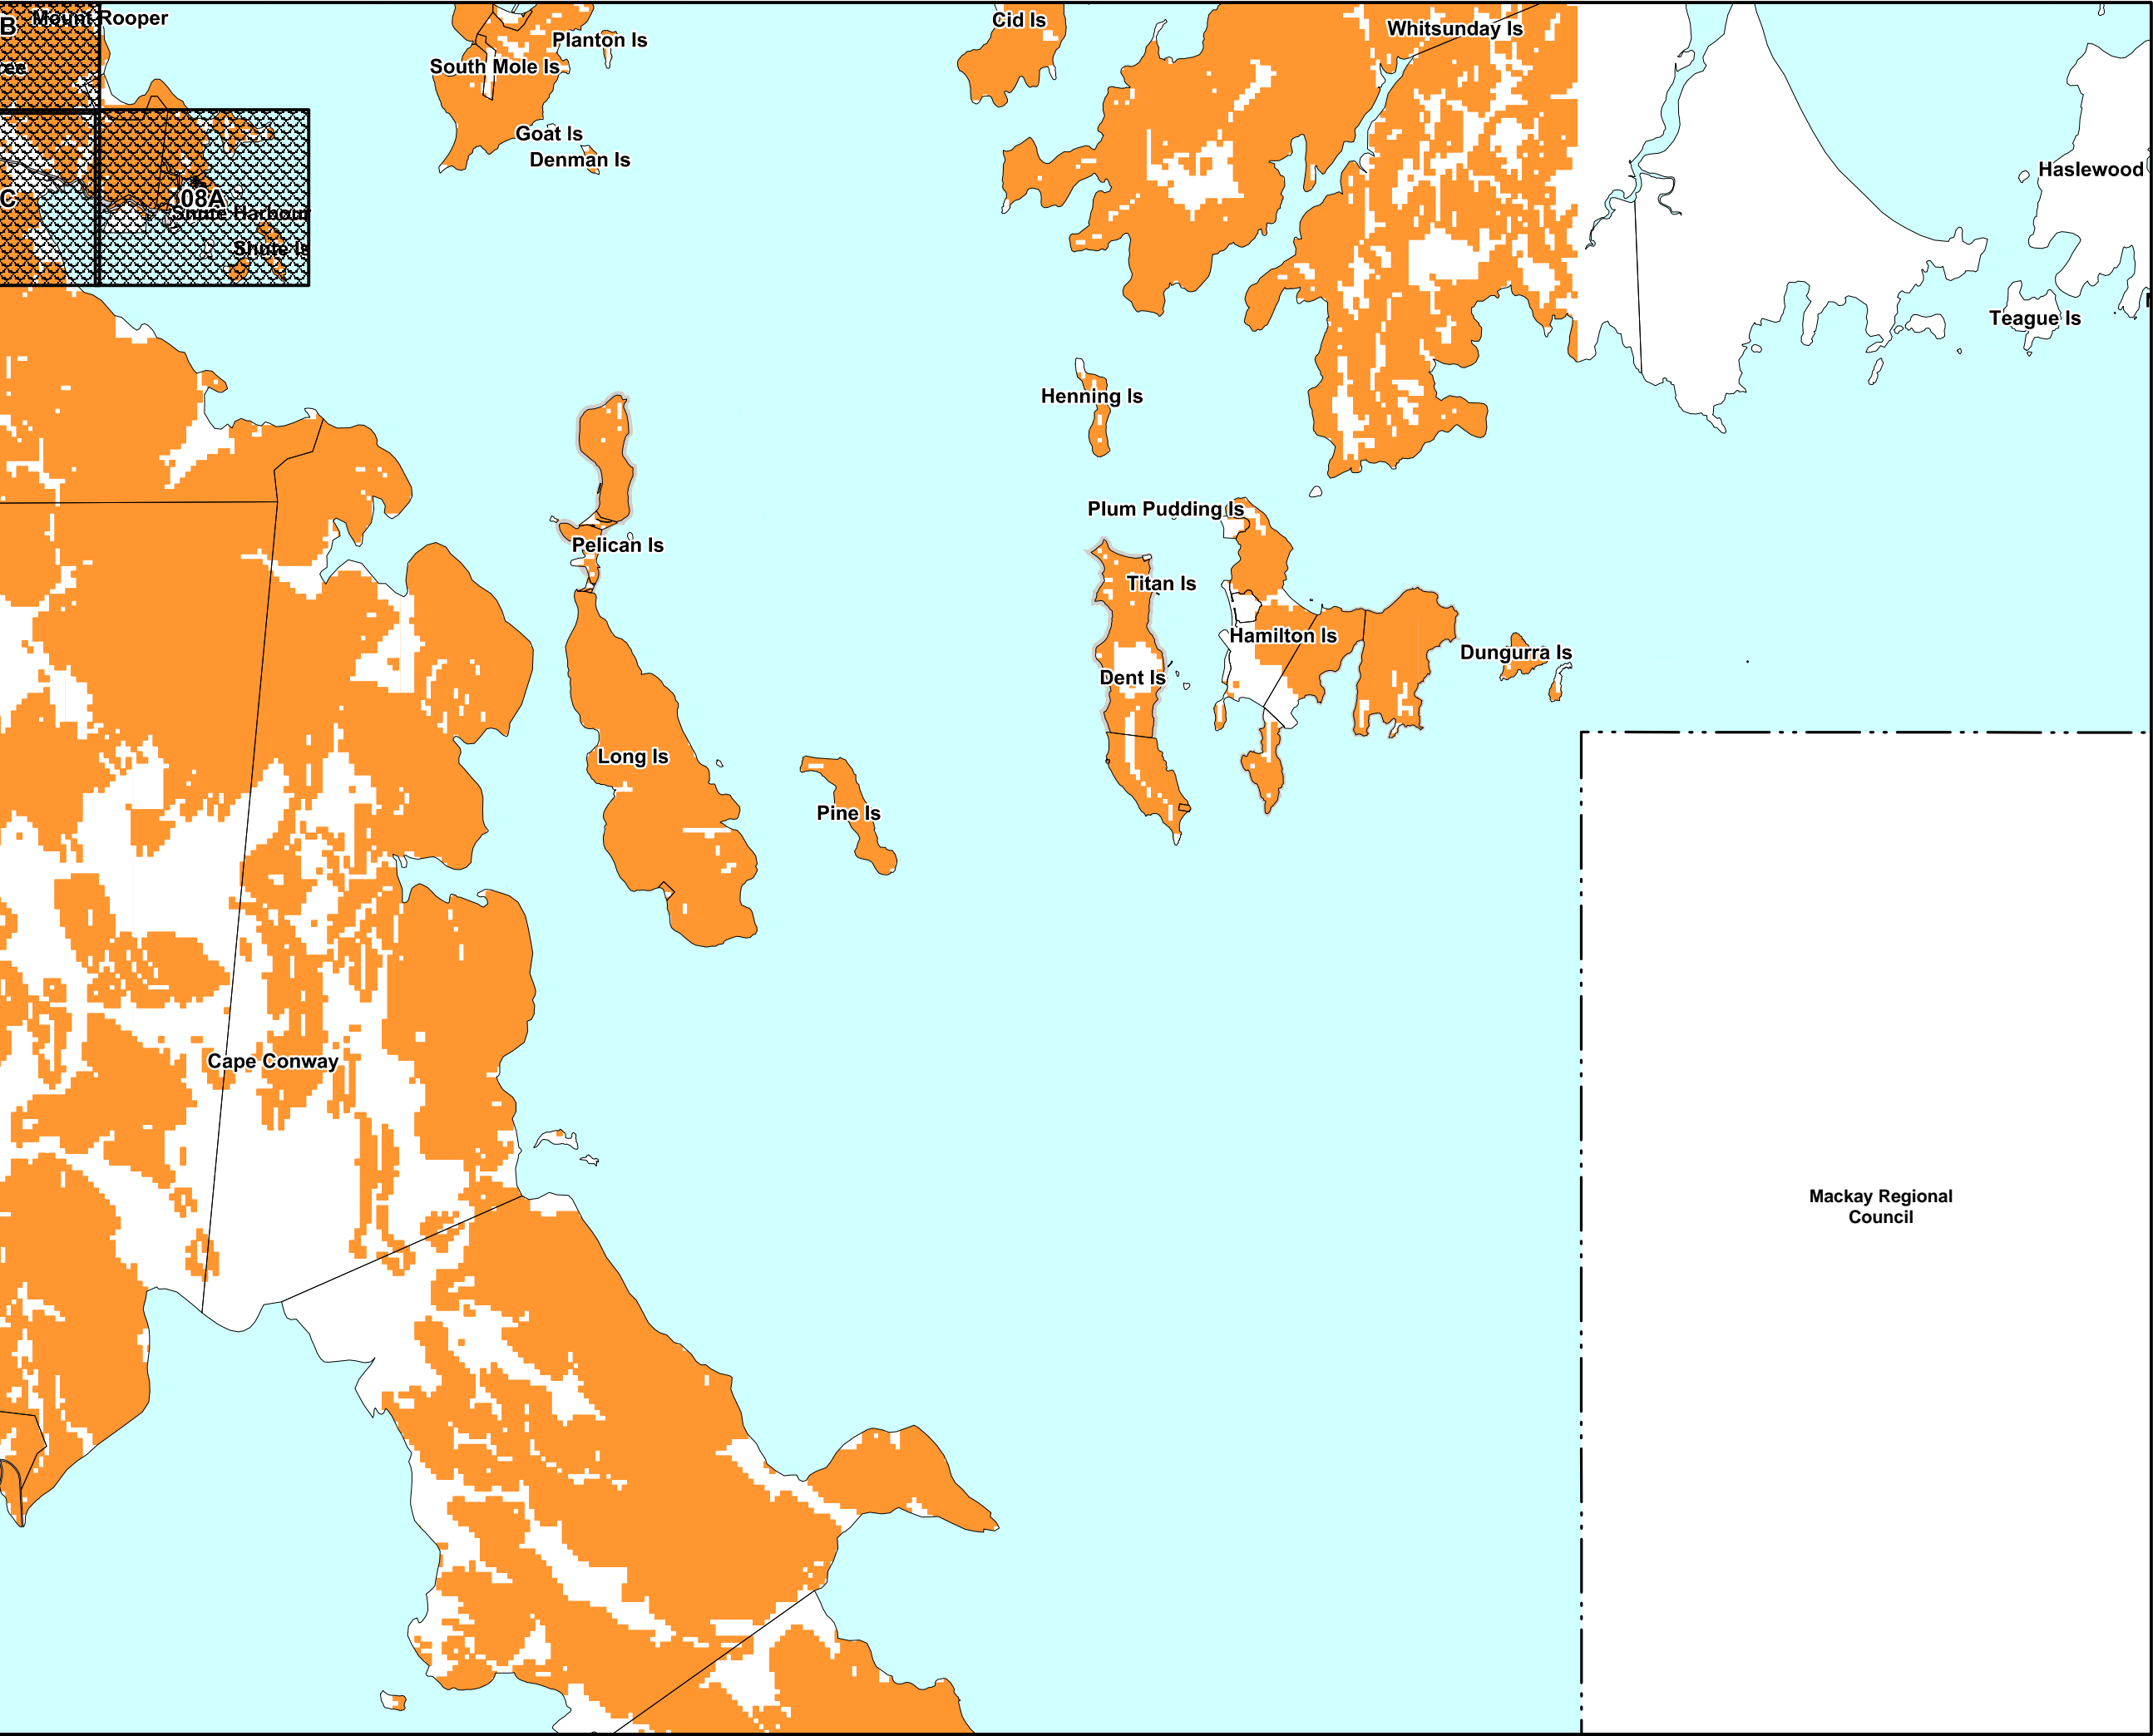 B
Mount Rooper
ee
South Mole Is
Planton Is
Goat Is
Denman Is
Cid Is
Whitsunday Is
Haslewood
Teague Is
C
08A
Shute Harbour
Shute Is
Henning Is
Plum Pudding Is
Pelican Is
Titan Is
Hamilton Is
Dungurra Is
Dent Is
Long Is
Pine Is
Cape Conway
Mackay Regional
Council